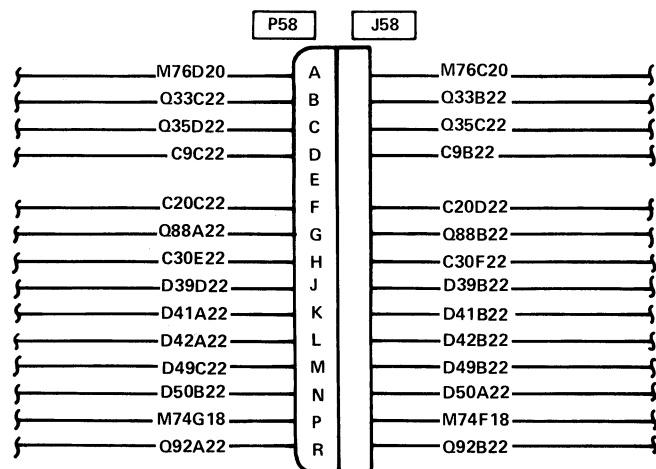 P58 J58
M76D20 A M76C20
Q33C22 B Q33B22
Q35D22 C Q35C22
C9C22 D C9B22
E
C20C22 F C20D22
Q88A22 G Q88B22
C30E22 H C30F22
D39D22 J D39B22
D41A22 K D41B22
D42A22 L D42B22
D49C22 M D49B22
D50B22 N D50A22
M74G18 P M74F18
Q92A22 R Q92B22